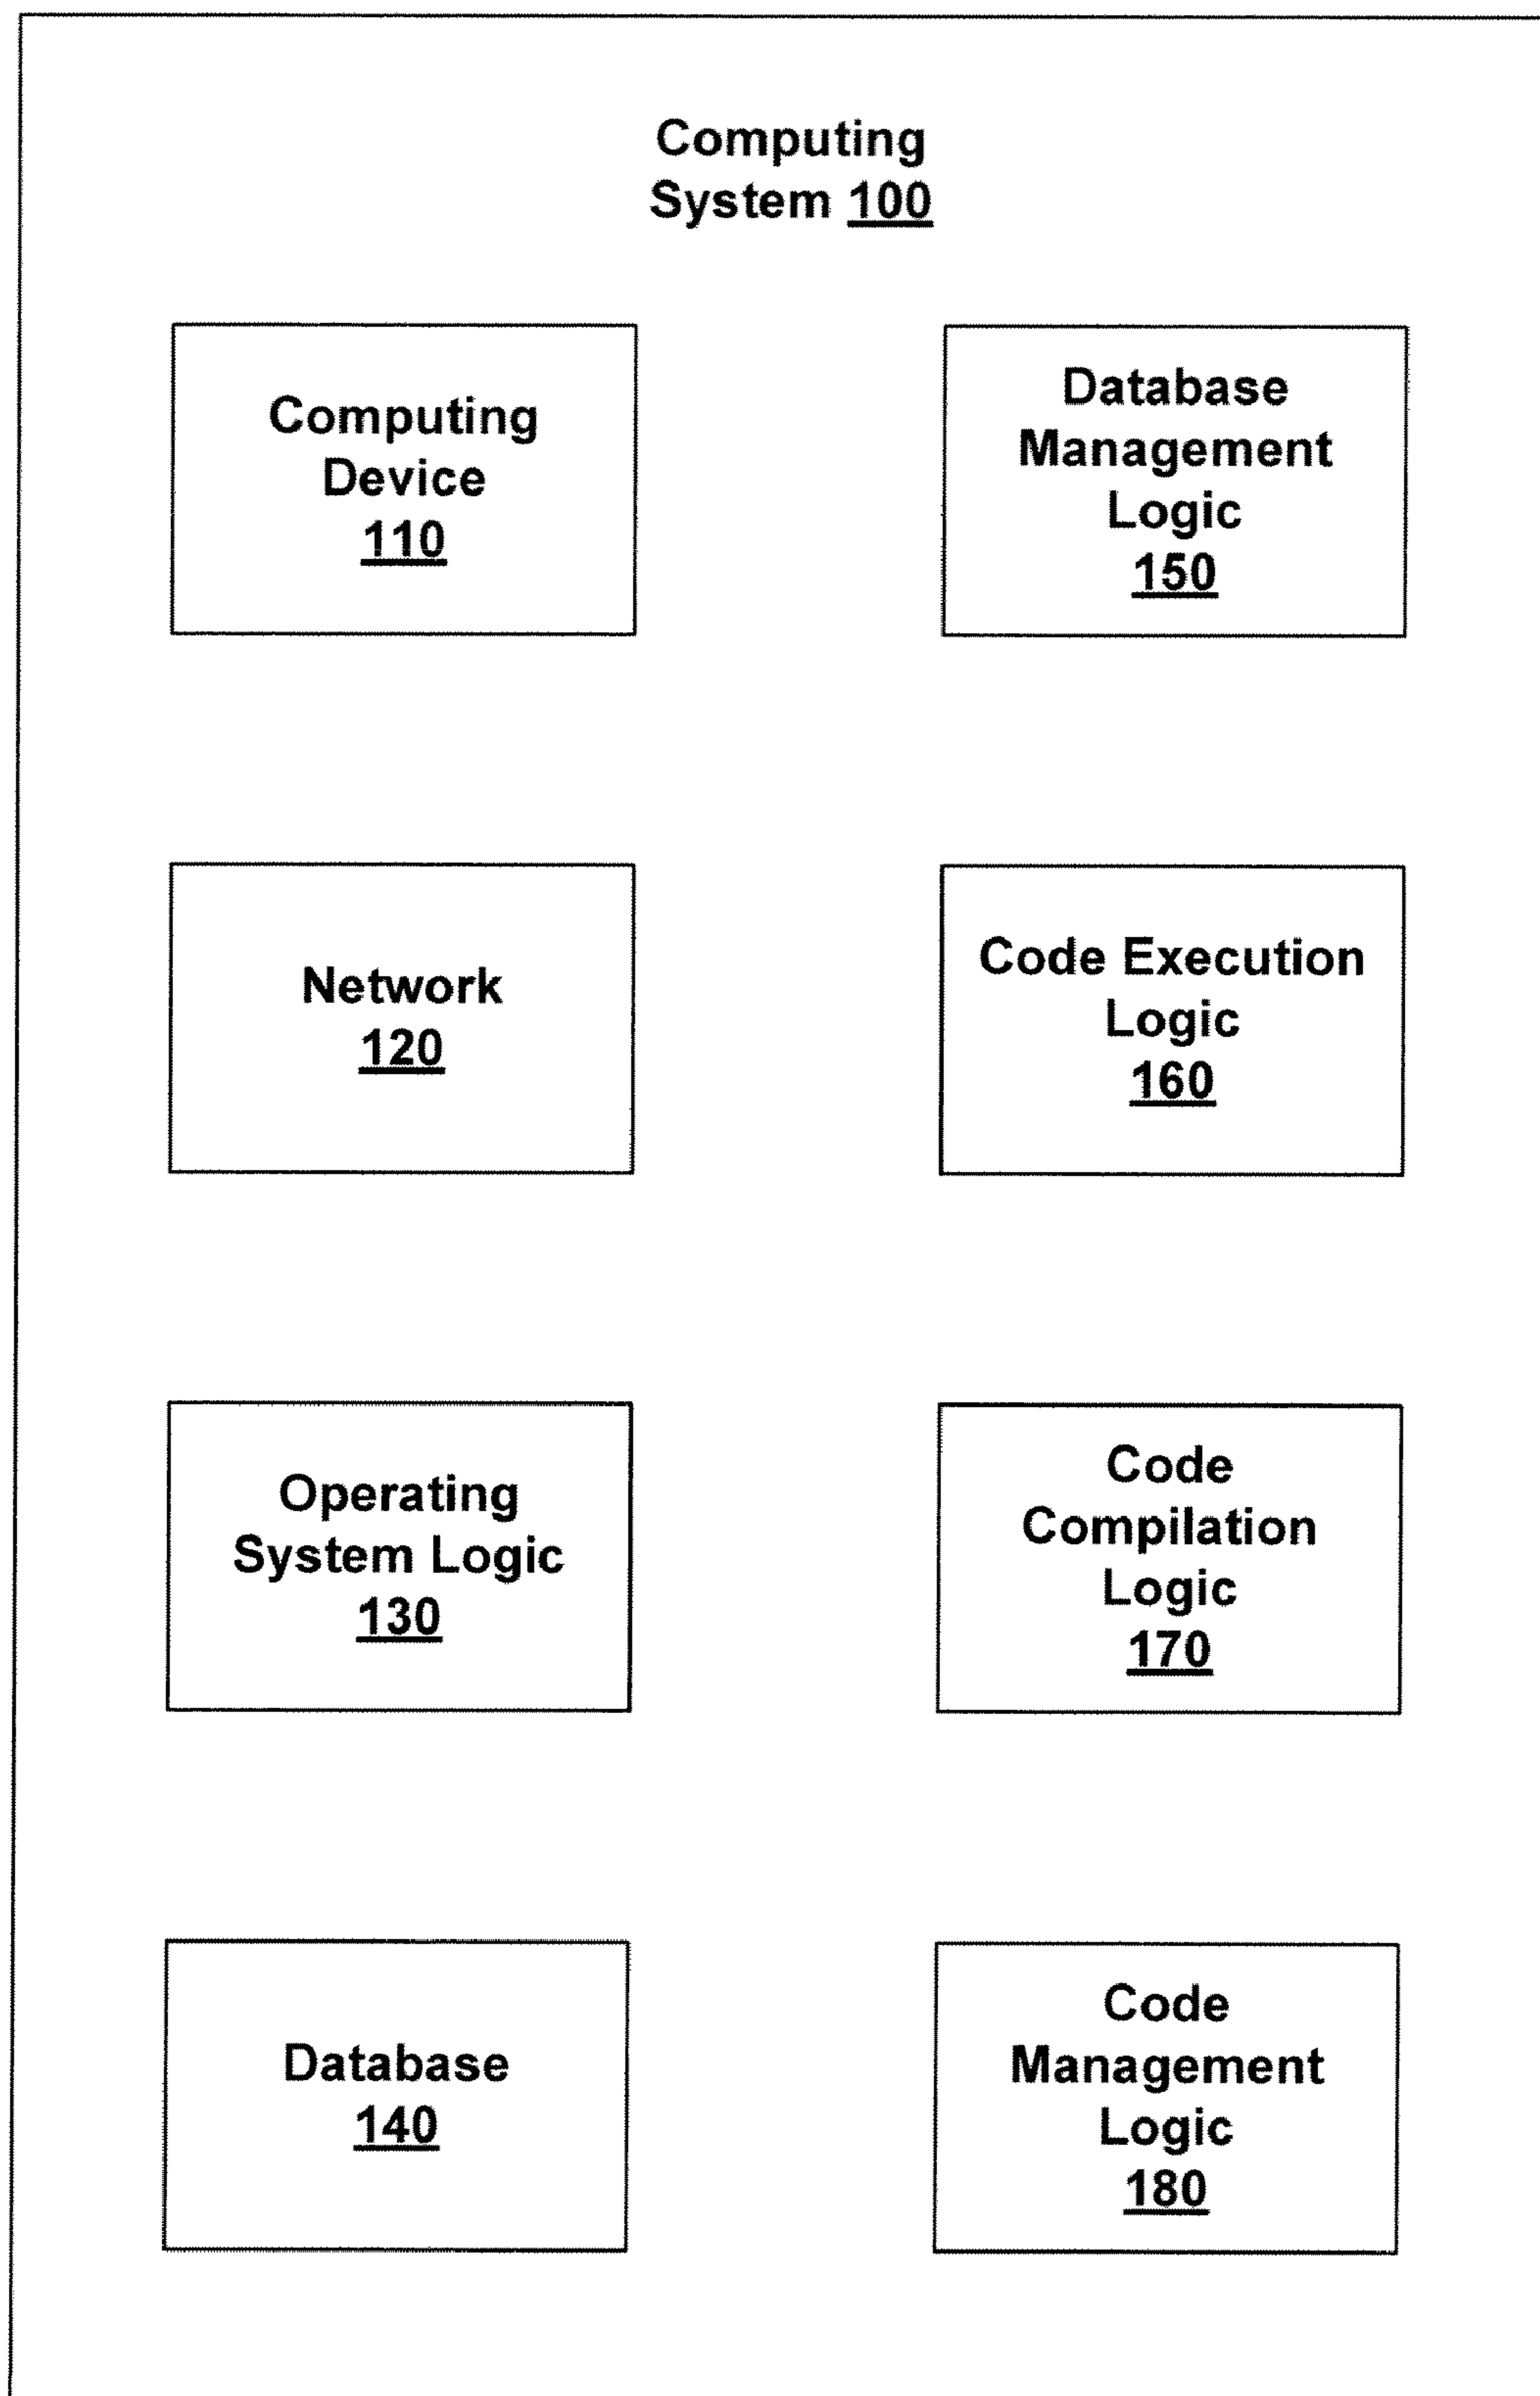 Computing
System 100
Computing
Device
110
Database
Management
Logic
150
Network
120
Code Execution
Logic
160
Operating
System Logic
130
Code
Compilation
Logic
170
Database
140
Code
Management
Logic
180